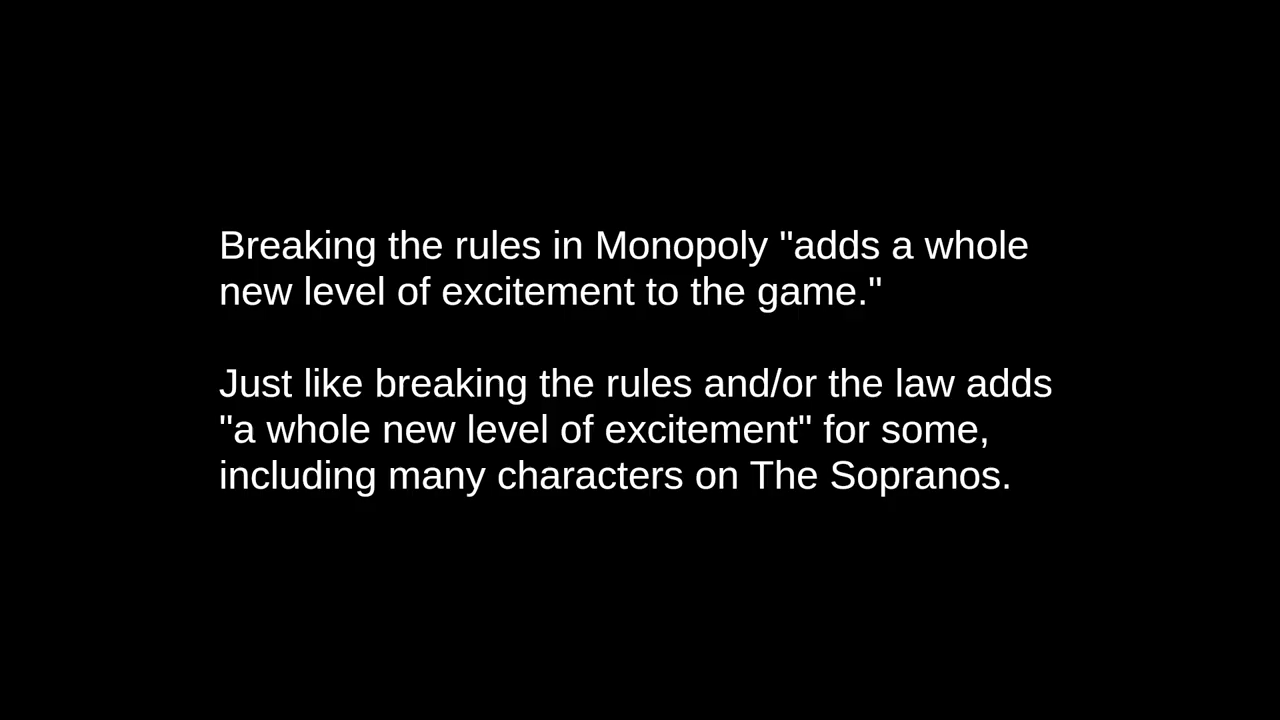 Breaking the rules in Monopoly "adds a whole
new level of excitement to the game."
Just like breaking the rules and/or the law adds
"a whole new level of excitement" for some,
including many characters on The Sopranos.